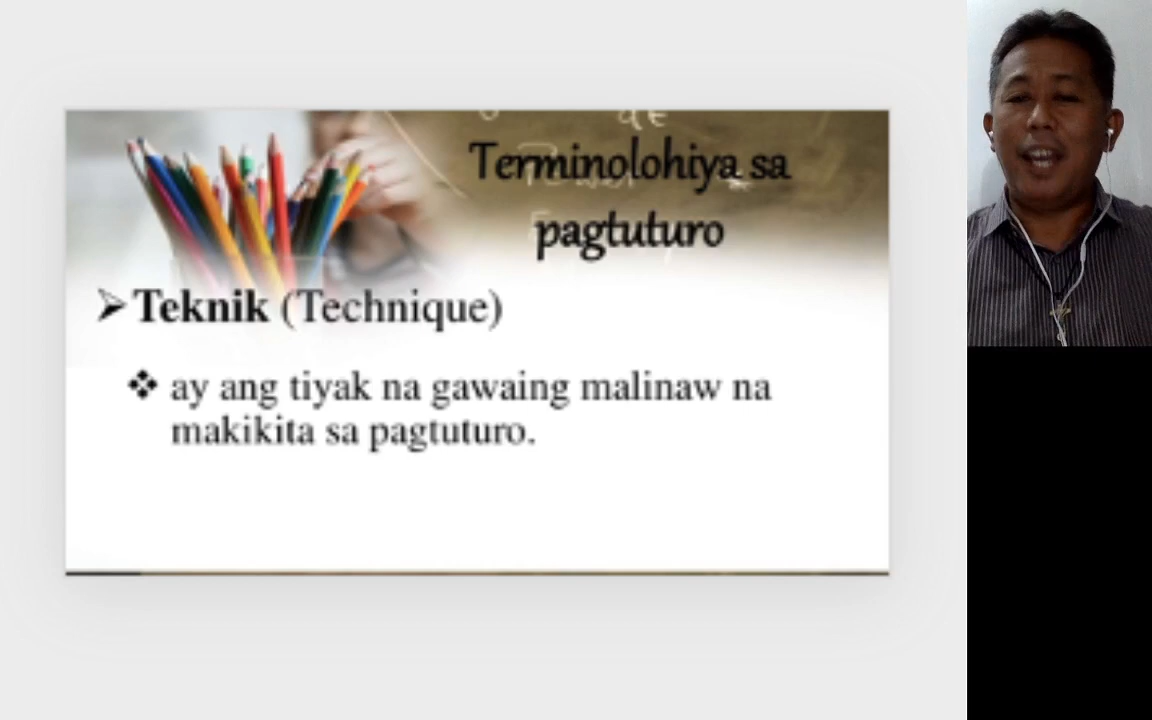 Terminolohiya sa
pagtuturo
➢ Teknik (Technique)
❖ ay ang tiyak na gawaing malinaw na
makikita sa pagtuturo.